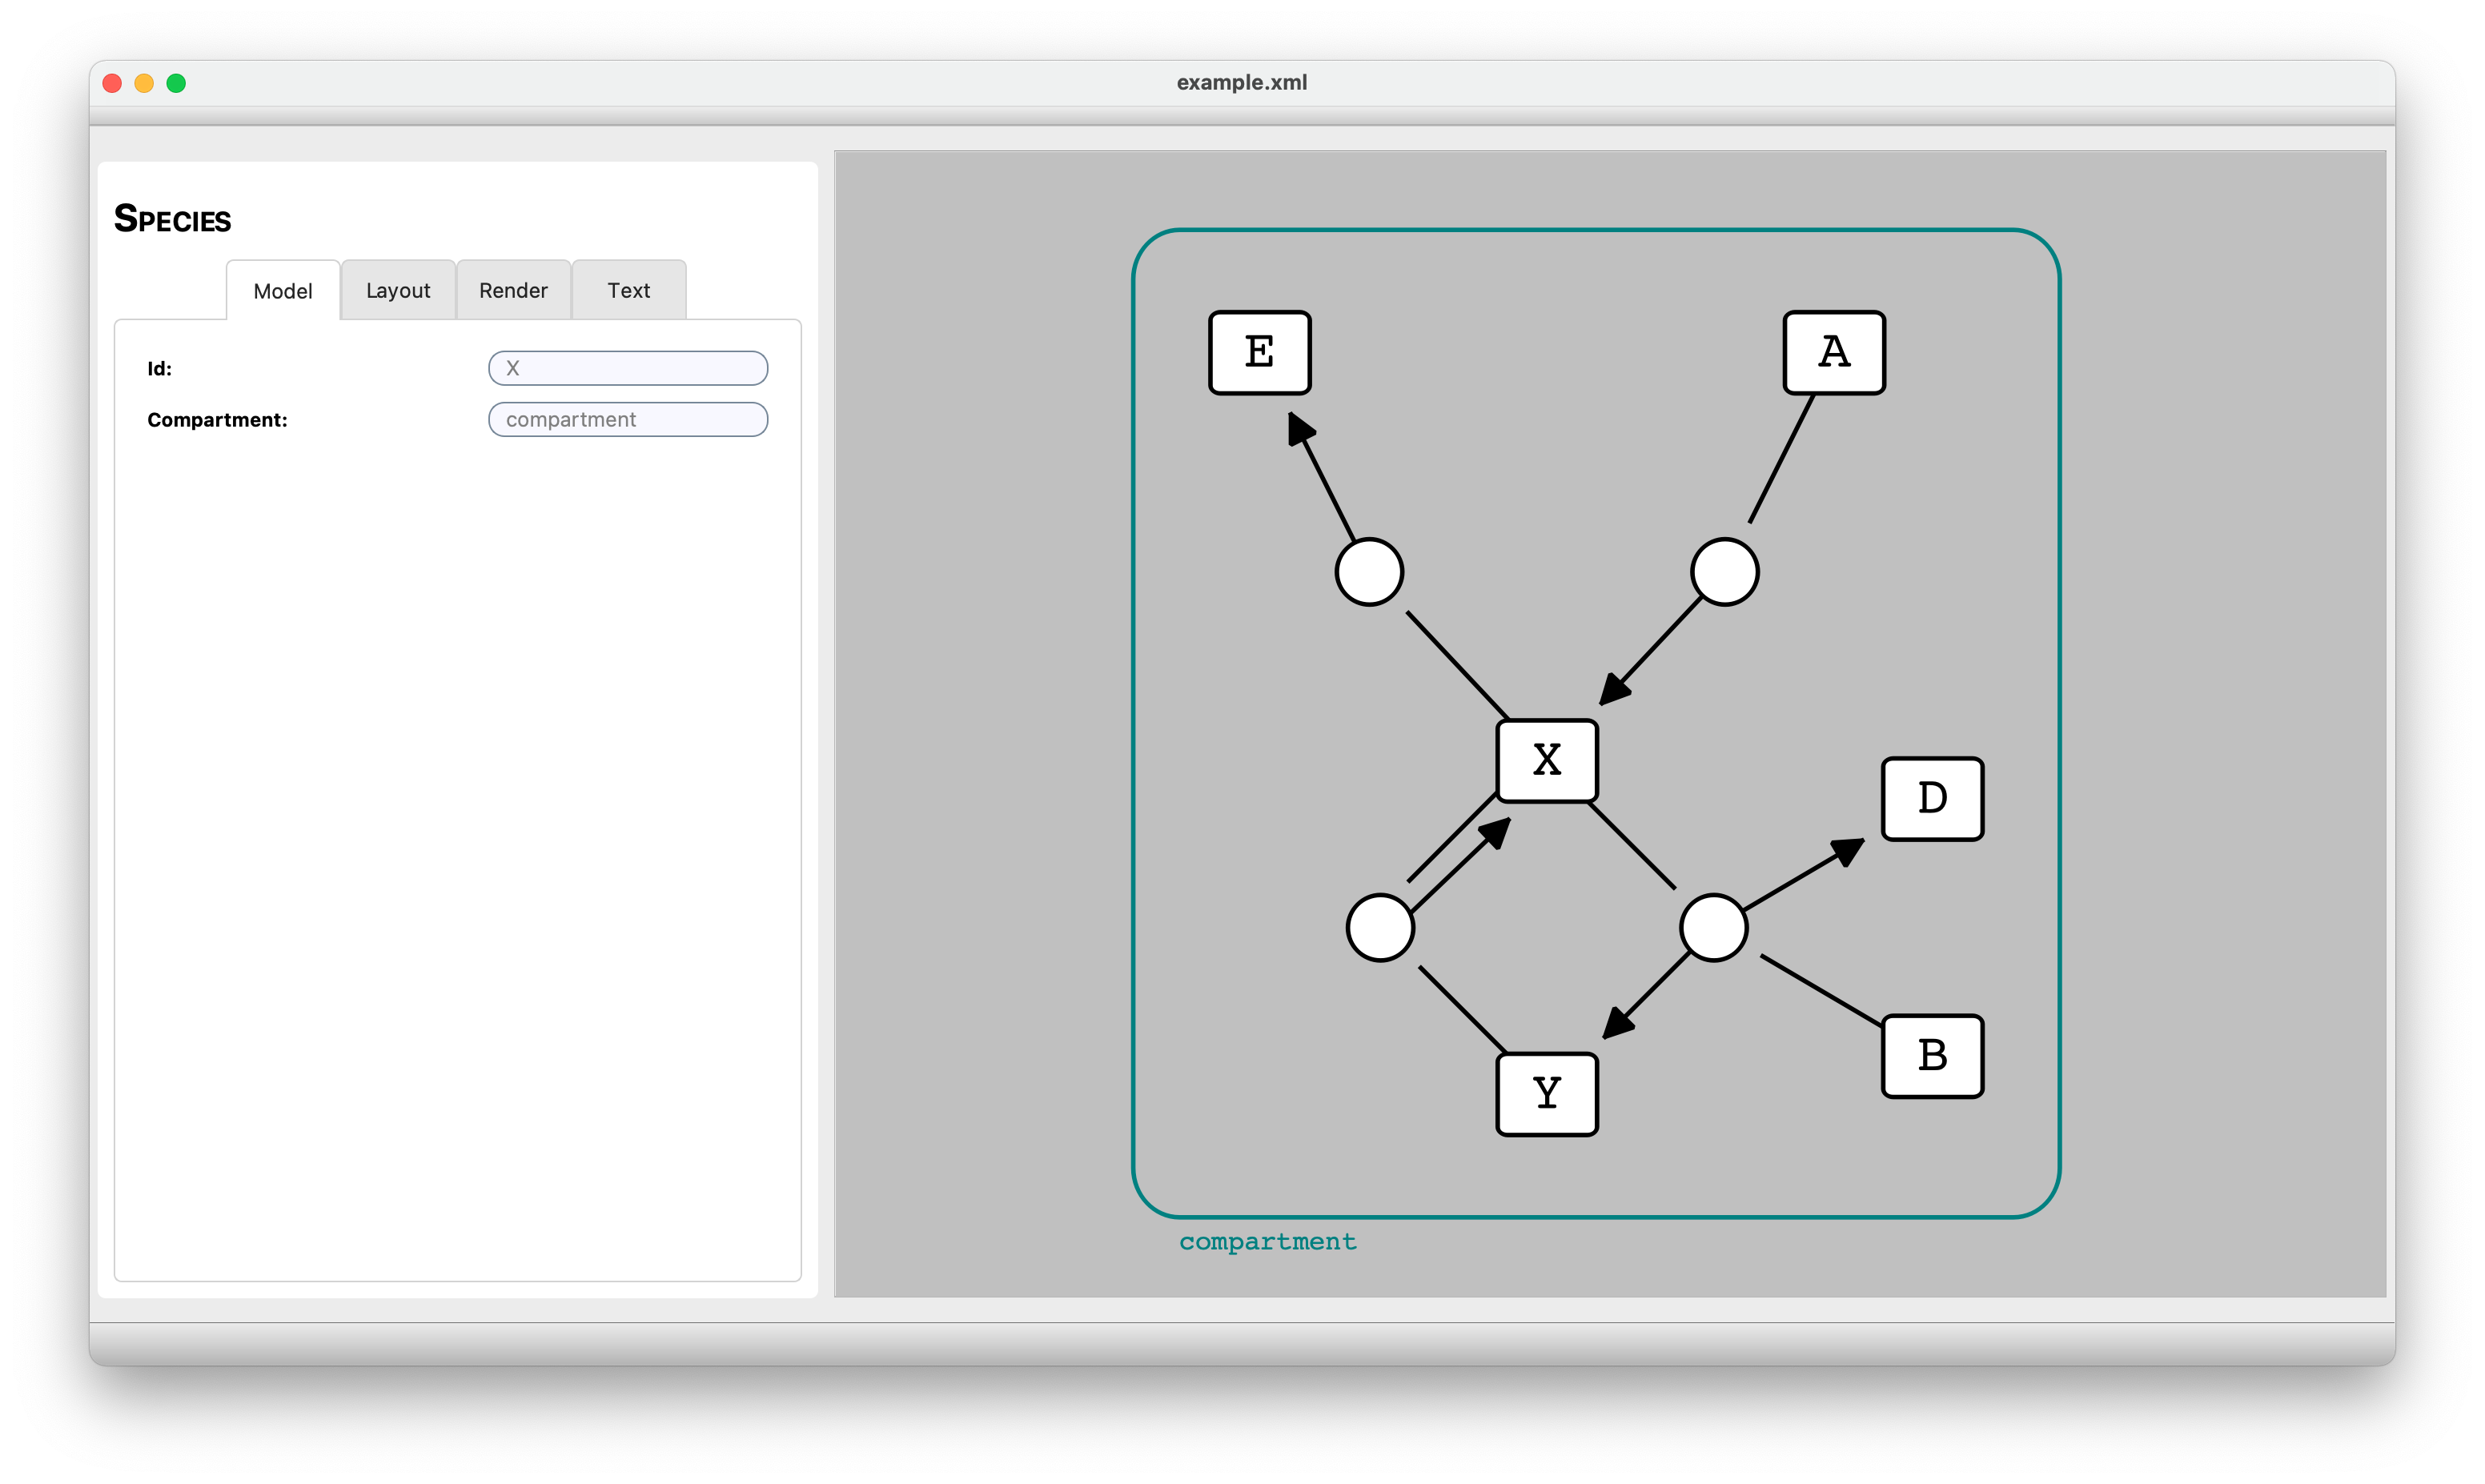 example.xml
Species
Model Layout Render Text
Id: X
Compartment: compartment
E A
X
D
B
Y
compartment